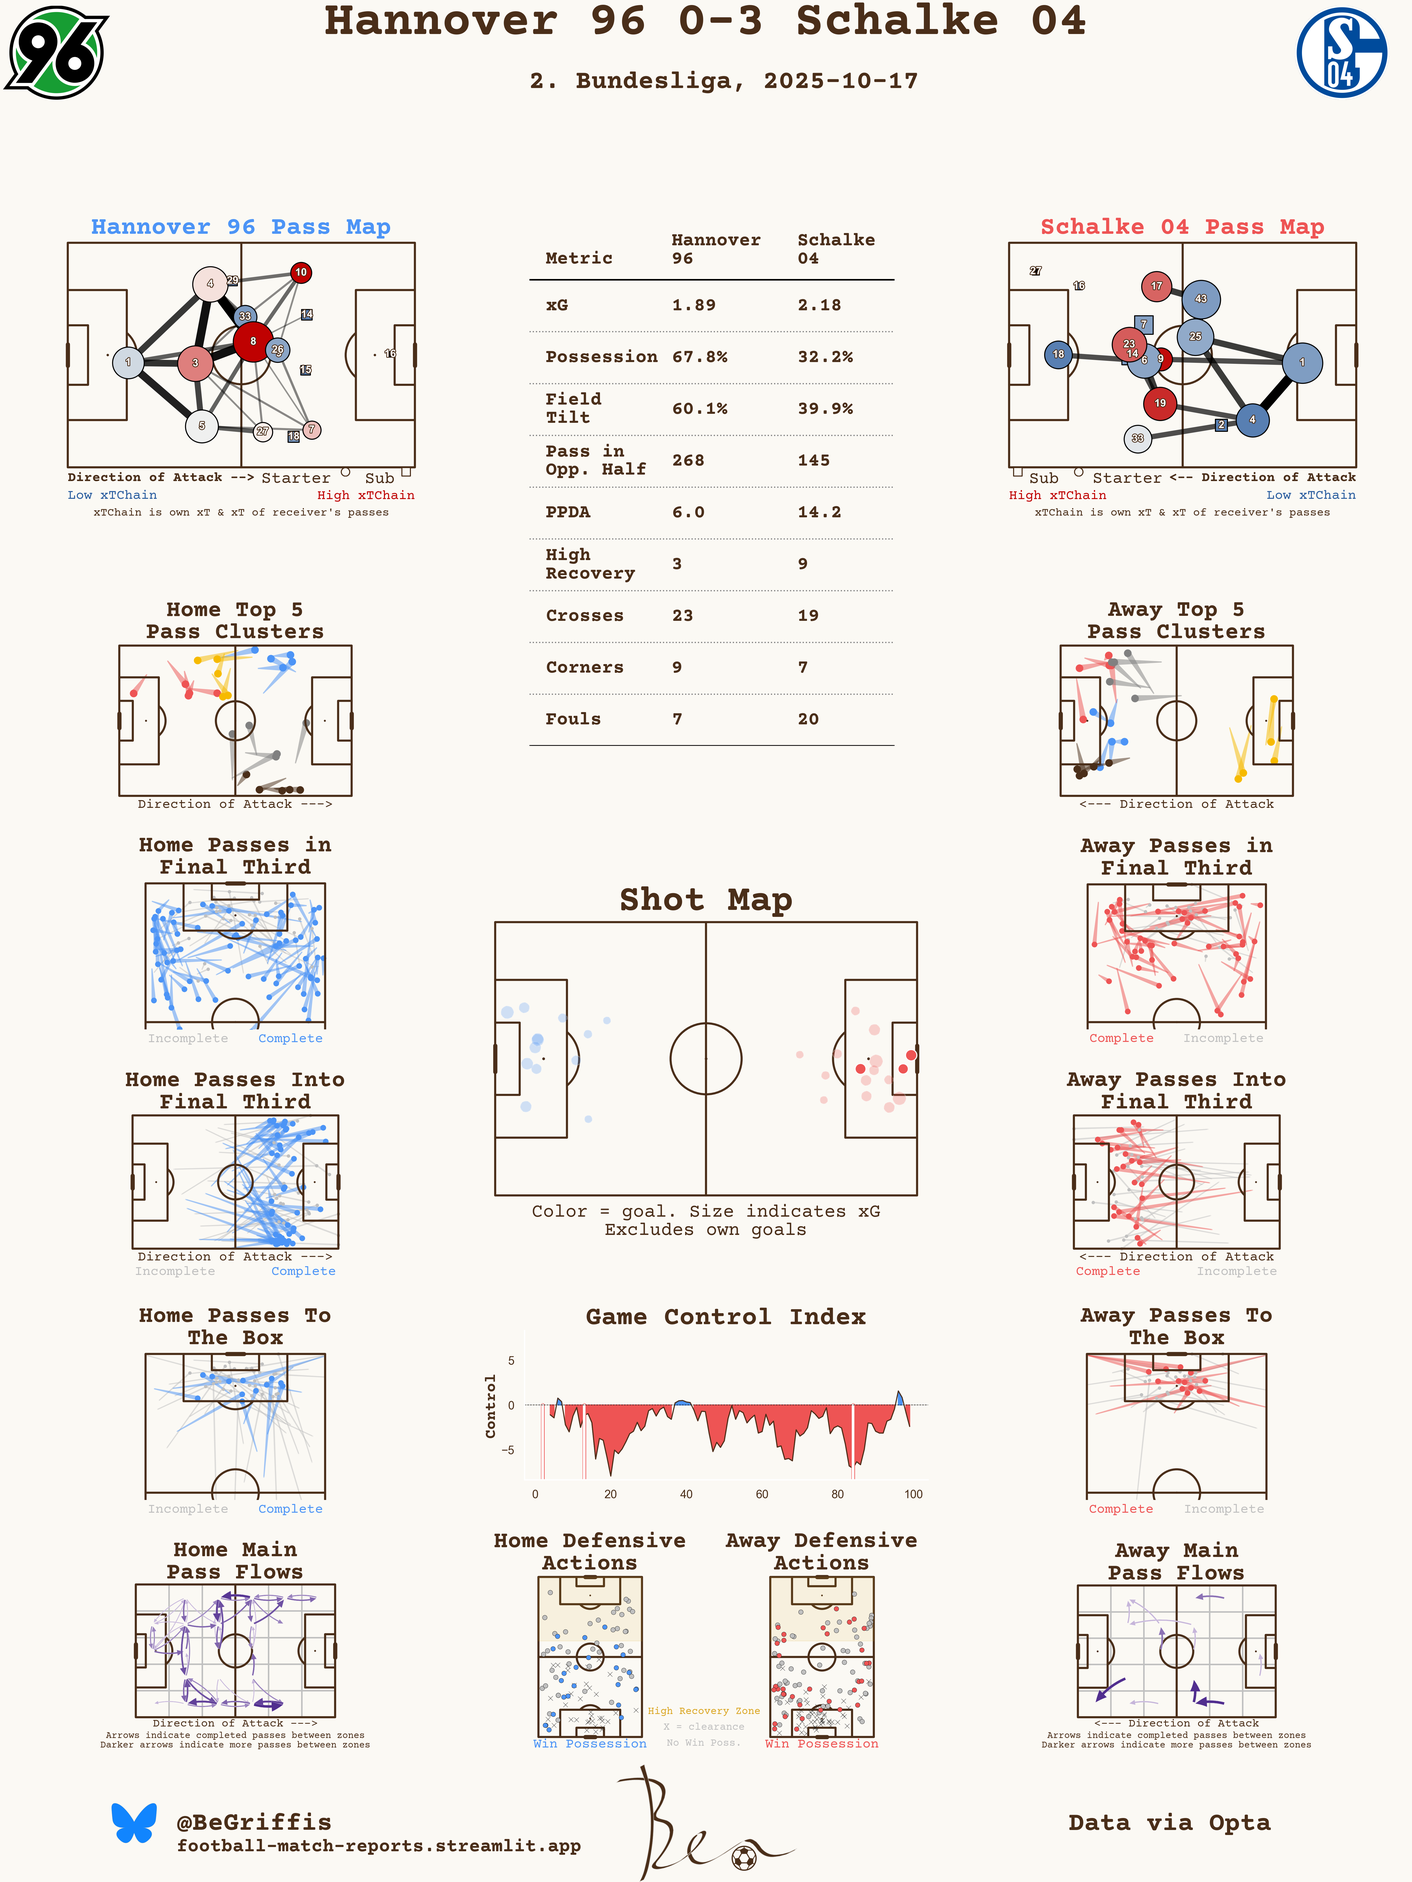 Hannover 96 0-3 Schalke 04
2. Bundesliga, 2025-10-17
96
S
04
Hannover 96 Pass Map
4
29
10
33
14
8
26
16
1
3
15
5
27
18
7
Direction of Attack --> Starter Sub
Low xTChain High xTChain
xTChain is own xT & xT of receiver's passes
Metric Hannover 96 Schalke 04
xG 1.89 2.18
Possession 67.8% 32.2%
Field Tilt 60.1% 39.9%
Pass in Opp. Half 268 145
PPDA 6.0 14.2
High Recovery 3 9
Crosses 23 19
Corners 9 7
Fouls 7 20
Schalke 04 Pass Map
27
16
17
43
7
25
23
18
14
6
9
1
19
4
2
33
Sub Starter <-- Direction of Attack
High xTChain Low xTChain
xTChain is own xT & xT of receiver's passes
Home Top 5
Pass Clusters
Direction of Attack --->
Away Top 5
Pass Clusters
<--- Direction of Attack
Home Passes in
Final Third
Incomplete Complete
Away Passes in
Final Third
Complete Incomplete
Shot Map
Color = goal. Size indicates xG
Excludes own goals
Home Passes Into
Final Third
Direction of Attack --->
Incomplete Complete
Away Passes Into
Final Third
<--- Direction of Attack
Complete Incomplete
Home Passes To
The Box
Incomplete Complete
Game Control Index
Control
5
0
−5
0 20 40 60 80 100
Away Passes To
The Box
Complete Incomplete
Home Main
Pass Flows
Direction of Attack --->
Arrows indicate completed passes between zones
Darker arrows indicate more passes between zones
Home Defensive
Actions
Win Possession
High Recovery Zone
X = clearance
No Win Poss.
Away Defensive
Actions
Win Possession
Away Main
Pass Flows
<--- Direction of Attack
Arrows indicate completed passes between zones
Darker arrows indicate more passes between zones
@BeGriffis
football-match-reports.streamlit.app
Ben
Data via Opta